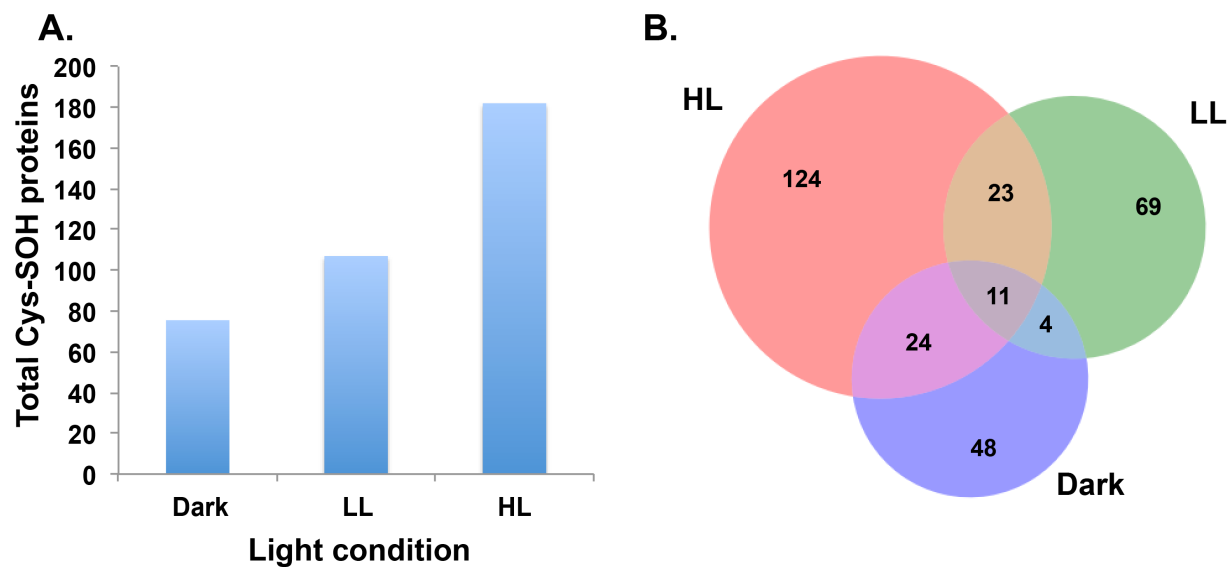 A.
Total Cys-SOH proteins
200
180
160
140
120
100
80
60
40
20
0
Dark
LL
HL
Light condition
B.
HL
LL
124
23
69
11
4
24
48
Dark